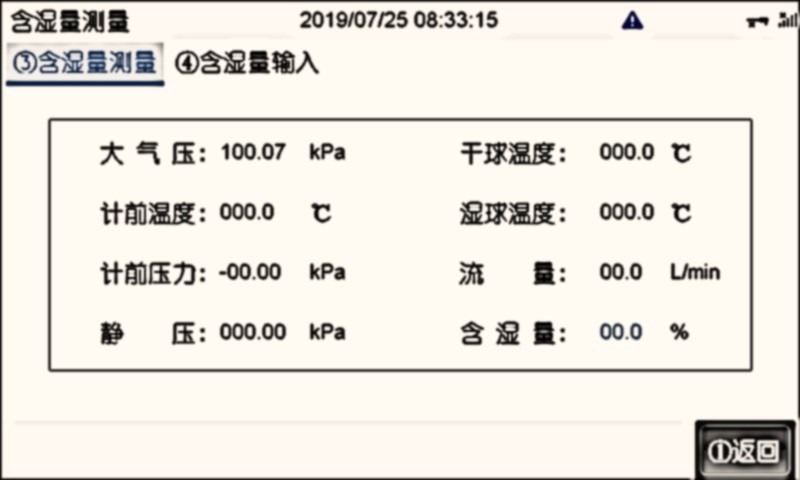 含湿量测量 2019/07/25 08:33:15
③含湿量测量 ④含湿量输入
大气压: 100.07 kPa 干球温度: 000.0 ℃
计前温度: 000.0 ℃ 湿球温度: 000.0 ℃
计前压力: -00.00 kPa 流量: 00.0 L/min
静压: 000.00 kPa 含湿量: 00.0 %
①返回